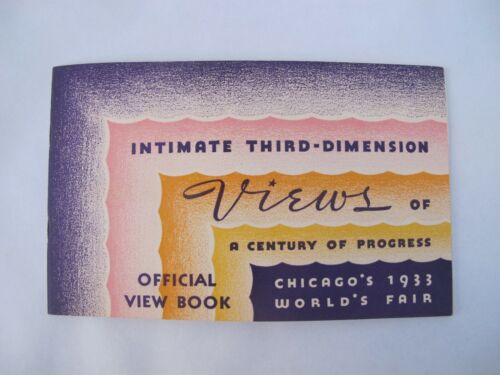 INTIMATE THIRD-DIMENSION
Views OF
A CENTURY OF PROGRESS
OFFICIAL
VIEW BOOK
CHICAGO'S 1933
WORLD'S FAIR